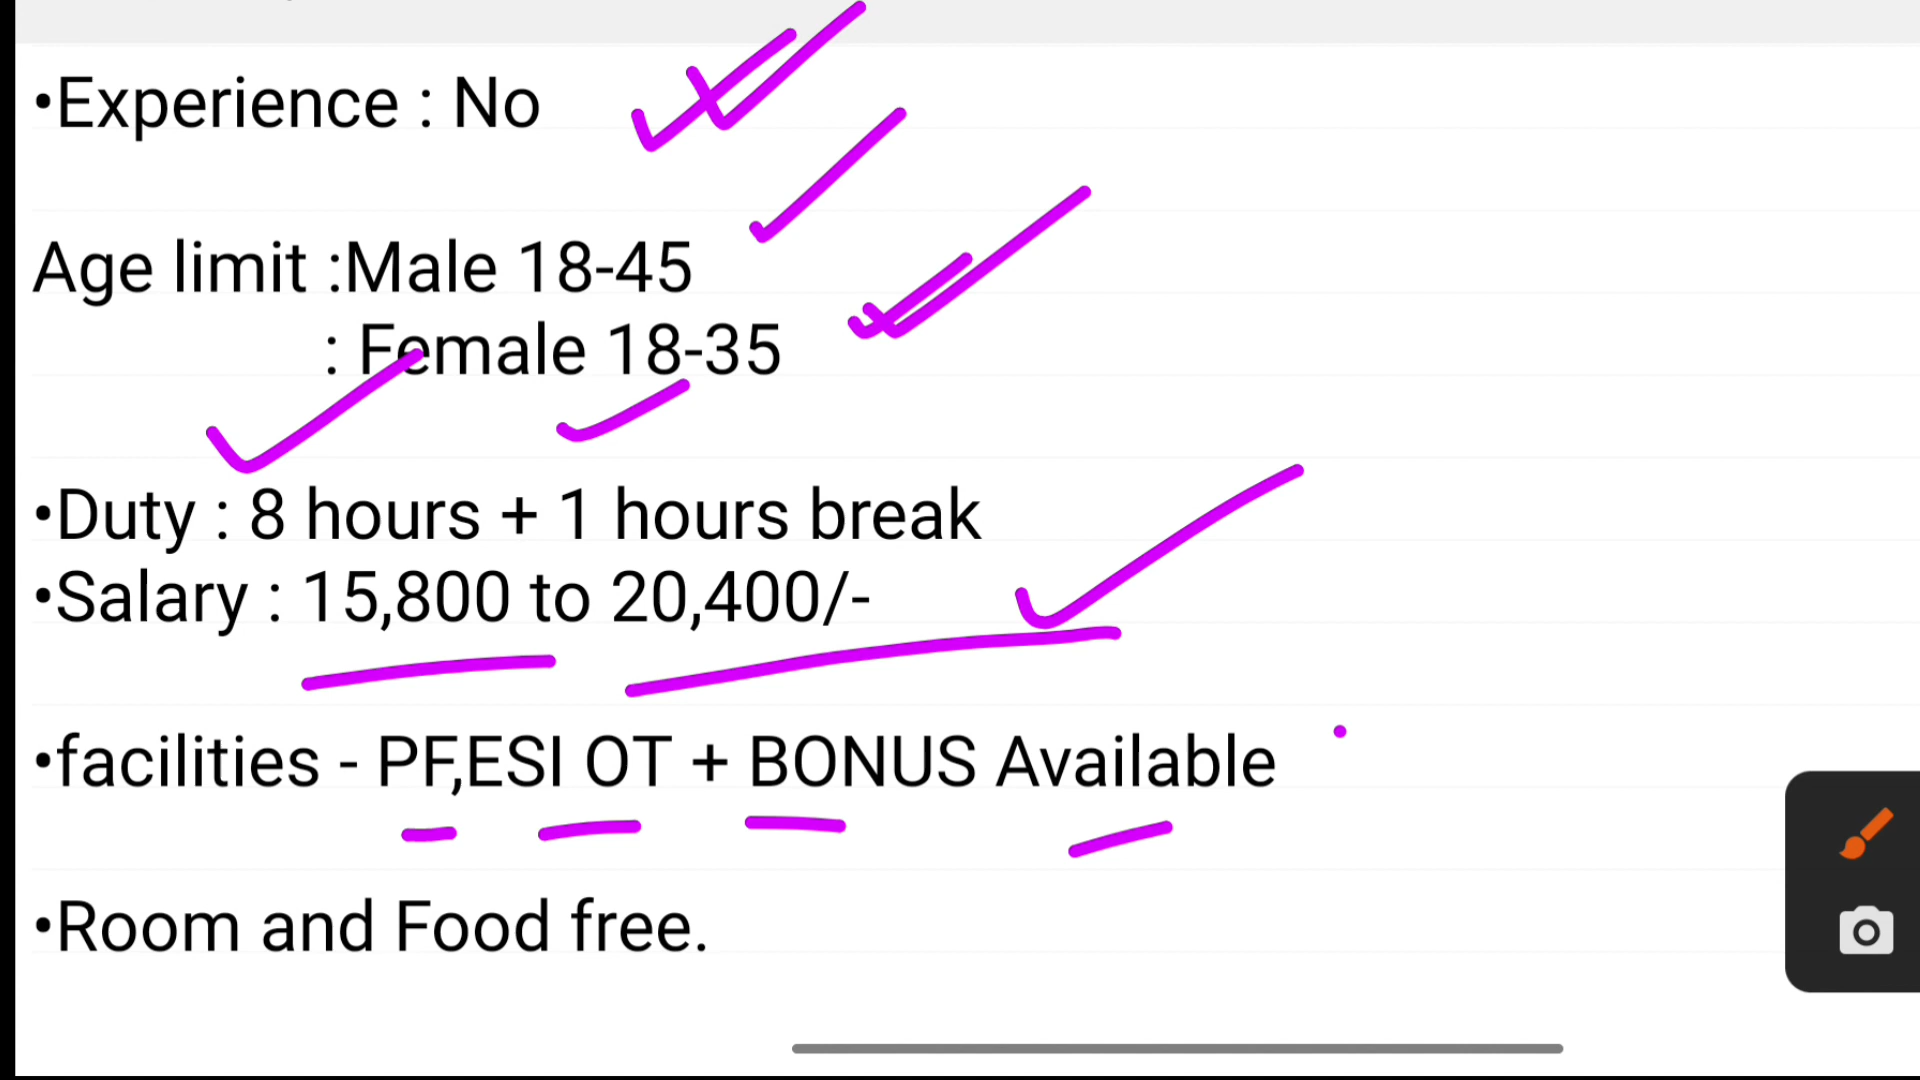 •Experience : No
Age limit :Male 18-45
: Female 18-35
•Duty : 8 hours + 1 hours break
•Salary : 15,800 to 20,400/-
•facilities - PF,ESI OT + BONUS Available
•Room and Food free.